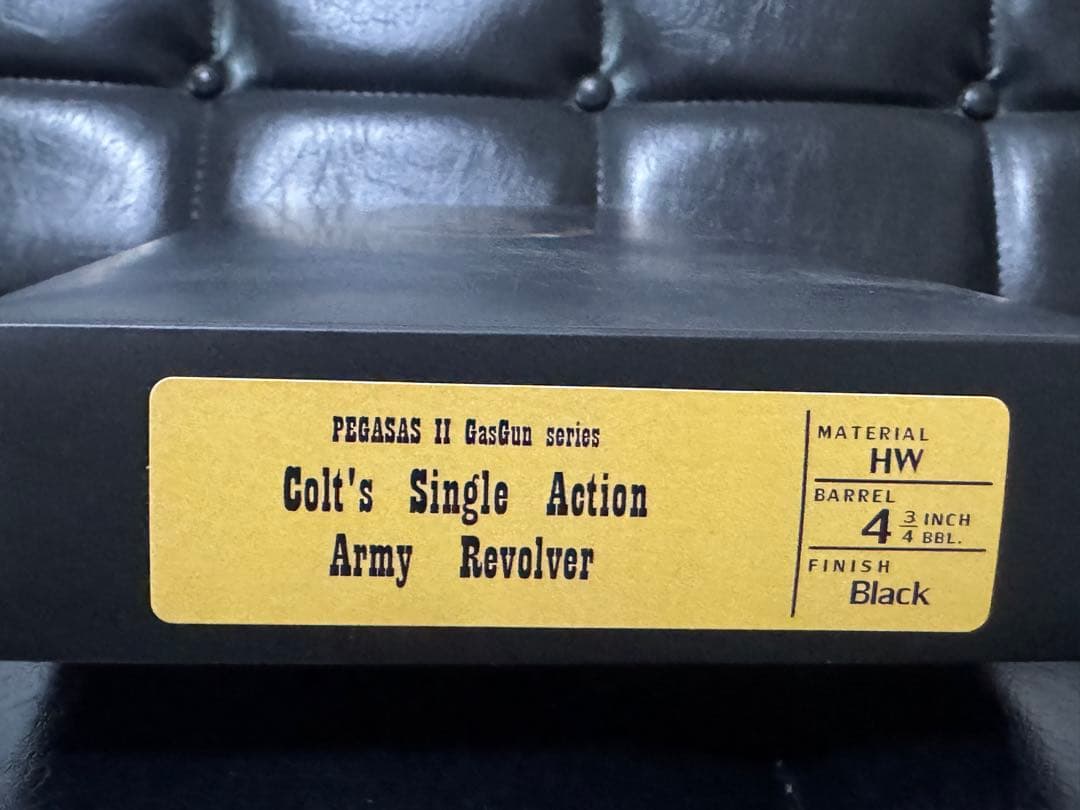 PEGASAS II GasGun series
Colt's Single Action
Army Revolver
MATERIAL
HW
BARREL
4 3/4 INCH BBL.
FINISH
Black